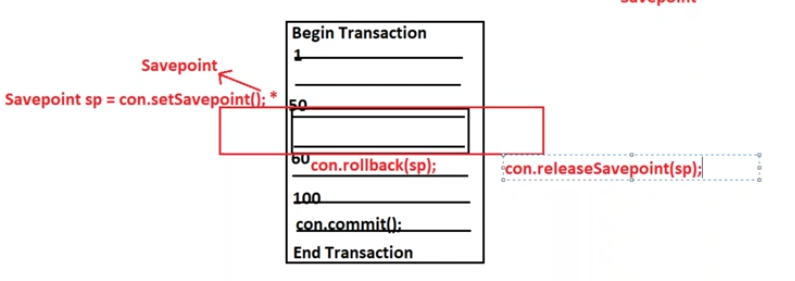 Savepoint
Begin Transaction
1
Savepoint
Savepoint sp = con.setSavepoint(); *
50
60
con.rollback(sp);
con.releaseSavepoint(sp);
100
con.commit();
End Transaction